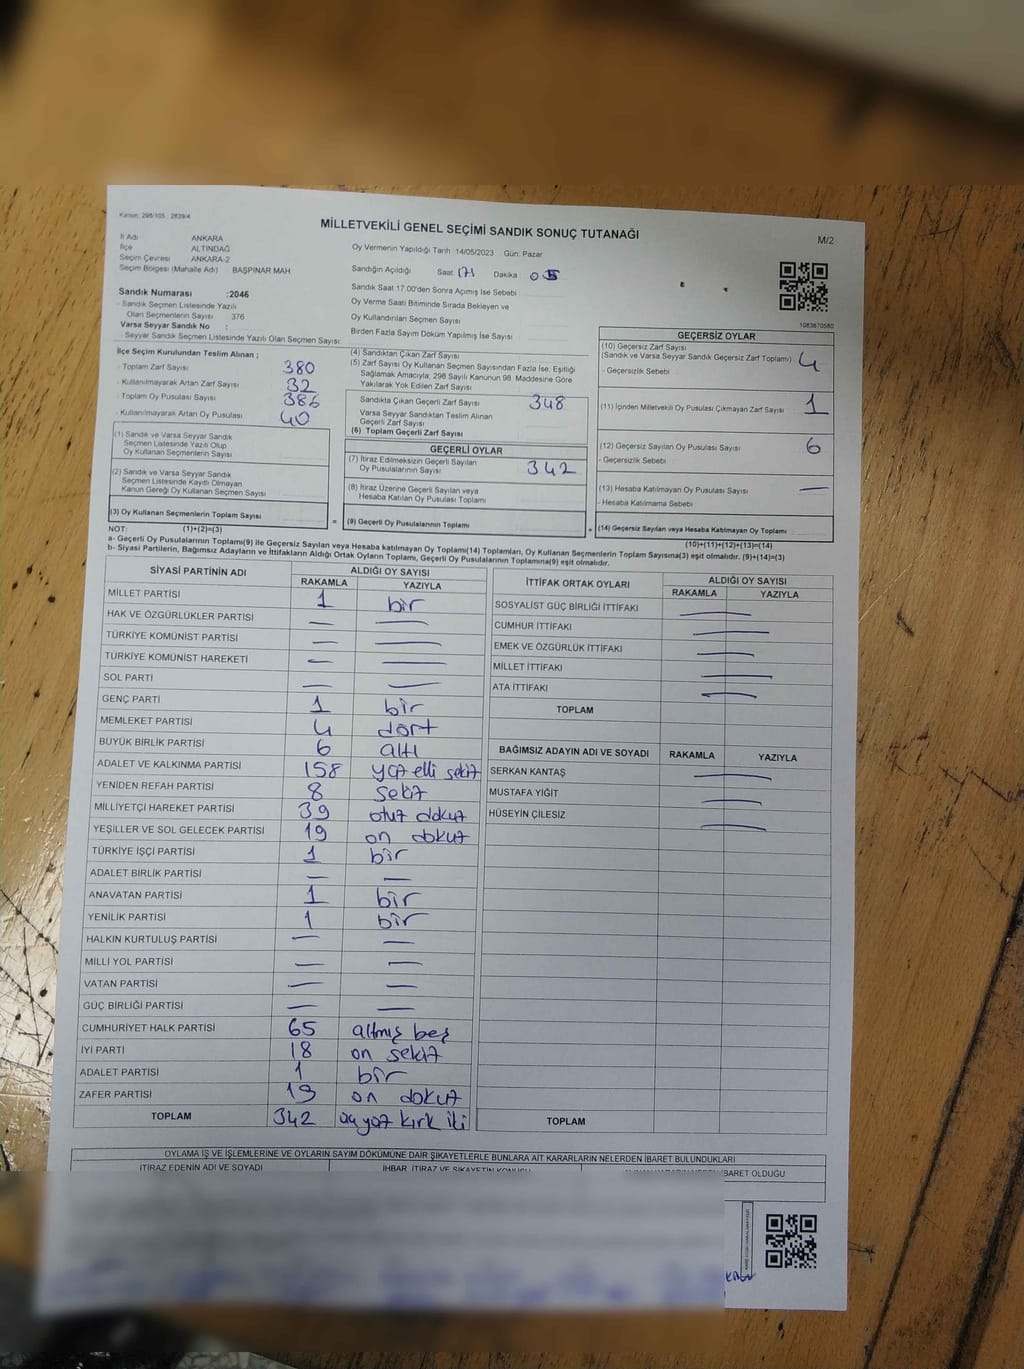 Kanun: 298/105 , 2839/4
MİLLETVEKİLİ GENEL SEÇİMİ SANDIK SONUÇ TUTANAĞI
M/2
İl Adı ANKARA
İlçe ALTINDAĞ
Seçim Çevresi ANKARA-2
Seçim Bölgesi (Mahalle Adı) BAŞPINAR MAH
Sandık Numarası :2046
- Sandık Seçmen Listesinde Yazılı
Olan Seçmenlerin Sayısı 376
Varsa Seyyar Sandık No :
- Seyyar Sandık Seçmen Listesinde Yazılı Olan Seçmen Sayısı:
Oy Vermenin Yapıldığı Tarih :14/05/2023 Gün: Pazar
Sandığın Açıldığı Saat 17 Dakika
Sandık Saat 17.00'den Sonra Açımış İse Sebebi
Oy Verme Saati Bitiminde Sırada Bekleyen ve
Oy Kullandırılan Seçmen Sayısı
Birden Fazla Sayım Döküm Yapılmış İse Sayısı
1083670580
İlçe Seçim Kurulundan Teslim Alınan ;
- Toplam Zarf Sayısı 380
- Kullanılmayarak Artan Zarf Sayısı 32
- Toplam Oy Pusulası Sayısı 386
- Kullanılmayarak Artan Oy Pusulası 40
(1) Sandık ve Varsa Seyyar Sandık
Seçmen Listesinde Yazılı Olup
Oy Kullanan Seçmenlerin Sayısı
(2) Sandık ve Varsa Seyyar Sandık
Seçmen Listesinde Kayıtlı Olmayan
Kanun Gereği Oy Kullanan Seçmen Sayısı
(3) Oy Kullanan Seçmenlerin Toplam Sayısı
(1)+(2)=(3)
(4) Sandıktan Çıkan Zarf Sayısı
(5) Zarf Sayısı Oy Kullanan Seçmen Sayısından Fazla İse, Eşitliği
Sağlamak Amacıyla; 298 Sayılı Kanunun 98. Maddesine Göre
Yakılarak Yok Edilen Zarf Sayısı
Sandıkta Çıkan Geçerli Zarf Sayısı 348
Varsa Seyyar Sandıktan Teslim Alınan
Geçerli Zarf Sayısı
(6) Toplam Geçerli Zarf Sayısı
GEÇERLİ OYLAR
(7) İtiraz Edilmeksizin Geçerli Sayılan
Oy Pusulalarının Sayısı 342
(8) İtiraz Üzerine Geçerli Sayılan veya
Hesaba Katılan Oy Pusulası Toplamı
= (9) Geçerli Oy Pusulalarının Toplamı +
GEÇERSİZ OYLAR
(10) Geçersiz Zarf Sayısı
(Sandık ve Varsa Seyyar Sandık Geçersiz Zarf Toplamı) 4
- Geçersizlik Sebebi
(11) İçinden Milletvekili Oy Pusulası Çıkmayan Zarf Sayısı 1
(12) Geçersiz Sayılan Oy Pusulası Sayısı 6
- Geçersizlik Sebebi
(13) Hesaba Katılmayan Oy Pusulası Sayısı —
- Hesaba Katılmama Sebebi
(14) Geçersiz Sayılan veya Hesaba Katılmayan Oy Toplamı
(10)+(11)+(12)+(13)=(14)
NOT:
a- Geçerli Oy Pusulalarının Toplamı(9) ile Geçersiz Sayılan veya Hesaba katılmayan Oy Toplamı(14) Toplamları, Oy Kullanan Seçmenlerin Toplam Sayısına(3) eşit olmalıdır. (9)+(14)=(3)
b- Siyasi Partilerin, Bağımsız Adayların ve İttifakların Aldığı Ortak Oyların Toplamı, Geçerli Oy Pusulalarının Toplamına(9) eşit olmalıdır.
SİYASİ PARTİNİN ADI ALDIĞI OY SAYISI
RAKAMLA YAZIYLA
MİLLET PARTİSİ 1 bir
HAK VE ÖZGÜRLÜKLER PARTİSİ — —
TÜRKİYE KOMÜNİST PARTİSİ — —
TÜRKİYE KOMÜNİST HAREKETİ — —
SOL PARTİ — —
GENÇ PARTİ 1 bir
MEMLEKET PARTİSİ 4 dört
BÜYÜK BİRLİK PARTİSİ 6 altı
ADALET VE KALKINMA PARTİSİ 158 yüz elli sekiz
YENİDEN REFAH PARTİSİ 8 sekiz
MİLLİYETÇİ HAREKET PARTİSİ 39 otuz dokuz
YEŞİLLER VE SOL GELECEK PARTİSİ 19 on dokuz
TÜRKİYE İŞÇİ PARTİSİ 1 bir
ADALET BİRLİK PARTİSİ — —
ANAVATAN PARTİSİ 1 bir
YENİLİK PARTİSİ 1 bir
HALKIN KURTULUŞ PARTİSİ — —
MİLLİ YOL PARTİSİ — —
VATAN PARTİSİ — —
GÜÇ BİRLİĞİ PARTİSİ — —
CUMHURİYET HALK PARTİSİ 65 altmış beş
İYİ PARTİ 18 on sekiz
ADALET PARTİSİ 1 bir
ZAFER PARTİSİ 19 on dokuz
TOPLAM 342 üç yüz kırk iki
İTTİFAK ORTAK OYLARI ALDIĞI OY SAYISI
RAKAMLA YAZIYLA
SOSYALİST GÜÇ BİRLİĞİ İTTİFAKI —
CUMHUR İTTİFAKI —
EMEK VE ÖZGÜRLÜK İTTİFAKI —
MİLLET İTTİFAKI —
ATA İTTİFAKI —
TOPLAM
BAĞIMSIZ ADAYIN ADI VE SOYADI RAKAMLA YAZIYLA
SERKAN KANTAŞ —
MUSTAFA YİĞİT —
HÜSEYİN ÇİLESİZ —
TOPLAM
OYLAMA İŞ VE İŞLEMLERİNE VE OYLARIN SAYIM DÖKÜMÜNE DAİR ŞİKAYETLERLE BUNLARA AİT KARARLARIN NELERDEN İBARET BULUNDUKLARI
İTİRAZ EDENİN ADI VE SOYADI İHBAR, İTİRAZ VE ŞİKAYETİN KONUSU İBARET OLDUĞU